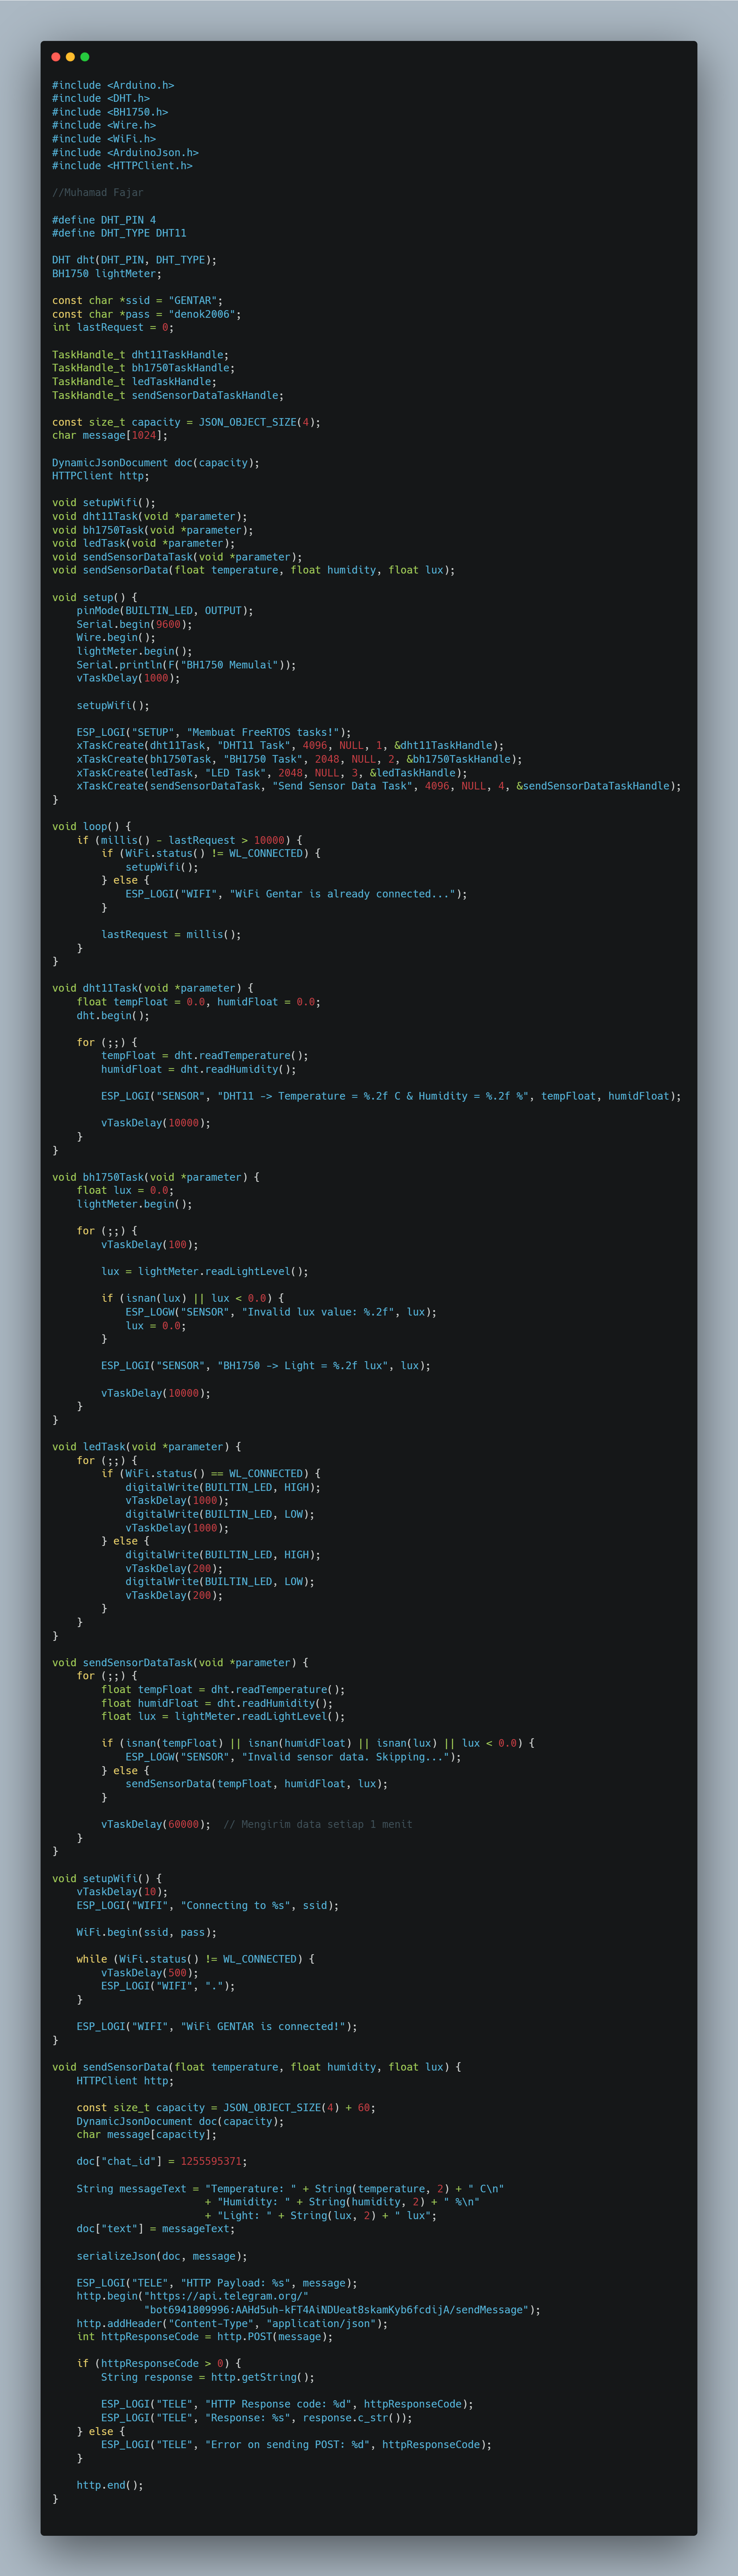 #include <Arduino.h>
#include <DHT.h>
#include <BH1750.h>
#include <Wire.h>
#include <WiFi.h>
#include <ArduinoJson.h>
#include <HTTPClient.h>
//Muhamad Fajar
#define DHT_PIN 4
#define DHT_TYPE DHT11
DHT dht(DHT_PIN, DHT_TYPE);
BH1750 lightMeter;
const char *ssid = "GENTAR";
const char *pass = "denok2006";
int lastRequest = 0;
TaskHandle_t dht11TaskHandle;
TaskHandle_t bh1750TaskHandle;
TaskHandle_t ledTaskHandle;
TaskHandle_t sendSensorDataTaskHandle;
const size_t capacity = JSON_OBJECT_SIZE(4);
char message[1024];
DynamicJsonDocument doc(capacity);
HTTPClient http;
void setupWifi();
void dht11Task(void *parameter);
void bh1750Task(void *parameter);
void ledTask(void *parameter);
void sendSensorDataTask(void *parameter);
void sendSensorData(float temperature, float humidity, float lux);
void setup() {
    pinMode(BUILTIN_LED, OUTPUT);
    Serial.begin(9600);
    Wire.begin();
    lightMeter.begin();
    Serial.println(F("BH1750 Memulai"));
    vTaskDelay(1000);
    setupWifi();
    ESP_LOGI("SETUP", "Membuat FreeRTOS tasks!");
    xTaskCreate(dht11Task, "DHT11 Task", 4096, NULL, 1, &dht11TaskHandle);
    xTaskCreate(bh1750Task, "BH1750 Task", 2048, NULL, 2, &bh1750TaskHandle);
    xTaskCreate(ledTask, "LED Task", 2048, NULL, 3, &ledTaskHandle);
    xTaskCreate(sendSensorDataTask, "Send Sensor Data Task", 4096, NULL, 4, &sendSensorDataTaskHandle);
}
void loop() {
    if (millis() - lastRequest > 10000) {
        if (WiFi.status() != WL_CONNECTED) {
            setupWifi();
        } else {
            ESP_LOGI("WIFI", "WiFi Gentar is already connected...");
        }
        lastRequest = millis();
    }
}
void dht11Task(void *parameter) {
    float tempFloat = 0.0, humidFloat = 0.0;
    dht.begin();
    for (;;) {
        tempFloat = dht.readTemperature();
        humidFloat = dht.readHumidity();
        ESP_LOGI("SENSOR", "DHT11 -> Temperature = %.2f C & Humidity = %.2f %", tempFloat, humidFloat);
        vTaskDelay(10000);
    }
}
void bh1750Task(void *parameter) {
    float lux = 0.0;
    lightMeter.begin();
    for (;;) {
        vTaskDelay(100);
        lux = lightMeter.readLightLevel();
        if (isnan(lux) || lux < 0.0) {
            ESP_LOGW("SENSOR", "Invalid lux value: %.2f", lux);
            lux = 0.0;
        }
        ESP_LOGI("SENSOR", "BH1750 -> Light = %.2f lux", lux);
        vTaskDelay(10000);
    }
}
void ledTask(void *parameter) {
    for (;;) {
        if (WiFi.status() == WL_CONNECTED) {
            digitalWrite(BUILTIN_LED, HIGH);
            vTaskDelay(1000);
            digitalWrite(BUILTIN_LED, LOW);
            vTaskDelay(1000);
        } else {
            digitalWrite(BUILTIN_LED, HIGH);
            vTaskDelay(200);
            digitalWrite(BUILTIN_LED, LOW);
            vTaskDelay(200);
        }
    }
}
void sendSensorDataTask(void *parameter) {
    for (;;) {
        float tempFloat = dht.readTemperature();
        float humidFloat = dht.readHumidity();
        float lux = lightMeter.readLightLevel();
        if (isnan(tempFloat) || isnan(humidFloat) || isnan(lux) || lux < 0.0) {
            ESP_LOGW("SENSOR", "Invalid sensor data. Skipping...");
        } else {
            sendSensorData(tempFloat, humidFloat, lux);
        }
        vTaskDelay(60000);  // Mengirim data setiap 1 menit
    }
}
void setupWifi() {
    vTaskDelay(10);
    ESP_LOGI("WIFI", "Connecting to %s", ssid);
    WiFi.begin(ssid, pass);
    while (WiFi.status() != WL_CONNECTED) {
        vTaskDelay(500);
        ESP_LOGI("WIFI", ".");
    }
    ESP_LOGI("WIFI", "WiFi GENTAR is connected!");
}
void sendSensorData(float temperature, float humidity, float lux) {
    HTTPClient http;
    const size_t capacity = JSON_OBJECT_SIZE(4) + 60;
    DynamicJsonDocument doc(capacity);
    char message[capacity];
    doc["chat_id"] = 1255595371;
    String messageText = "Temperature: " + String(temperature, 2) + " C\n"
                         + "Humidity: " + String(humidity, 2) + " %\n"
                         + "Light: " + String(lux, 2) + " lux";
    doc["text"] = messageText;
    serializeJson(doc, message);
    ESP_LOGI("TELE", "HTTP Payload: %s", message);
    http.begin("https://api.telegram.org/"
               "bot6941809996:AAHd5uh-kFT4AiNDUeat8skamKyb6fcdijA/sendMessage");
    http.addHeader("Content-Type", "application/json");
    int httpResponseCode = http.POST(message);
    if (httpResponseCode > 0) {
        String response = http.getString();
        ESP_LOGI("TELE", "HTTP Response code: %d", httpResponseCode);
        ESP_LOGI("TELE", "Response: %s", response.c_str());
    } else {
        ESP_LOGI("TELE", "Error on sending POST: %d", httpResponseCode);
    }
    http.end();
}